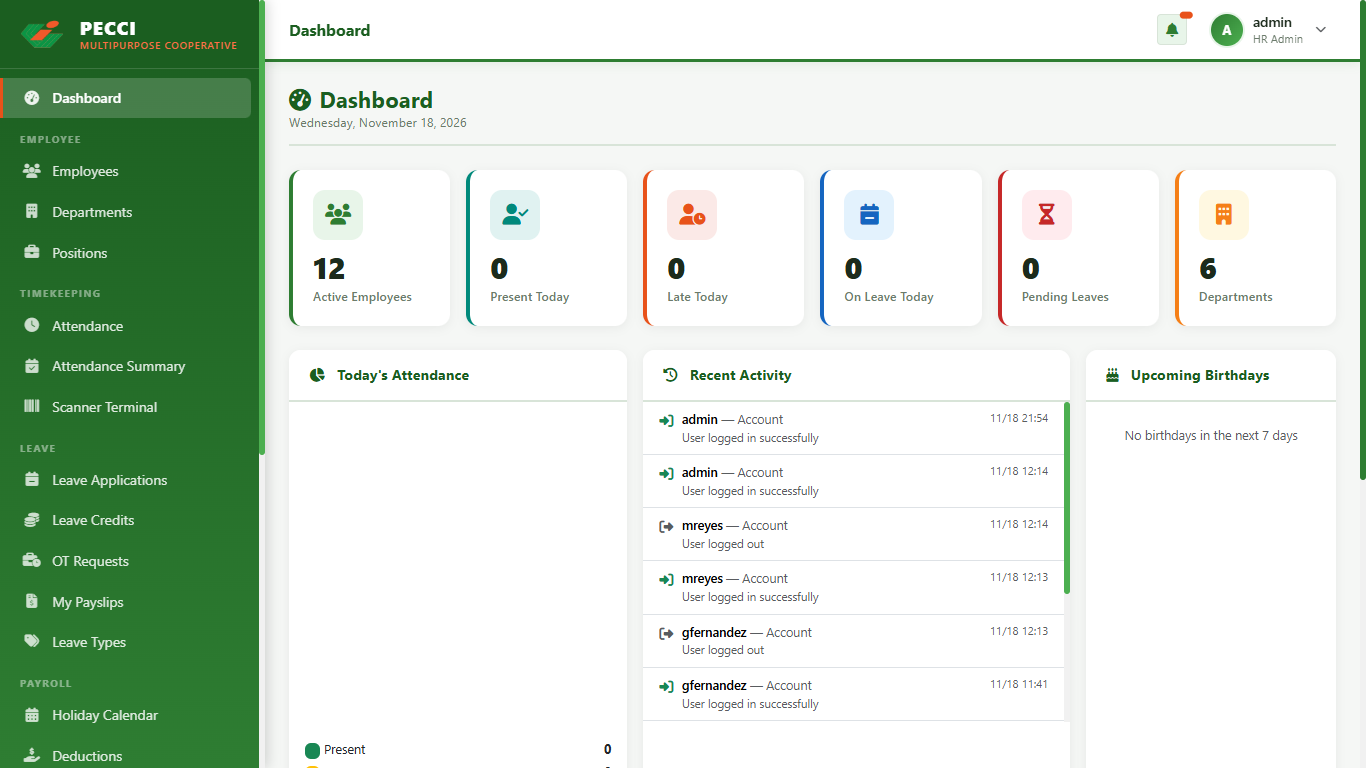 PECCI
MULTIPURPOSE COOPERATIVE
Dashboard
EMPLOYEE
Employees
Departments
Positions
TIMEKEEPING
Attendance
Attendance Summary
Scanner Terminal
LEAVE
Leave Applications
Leave Credits
OT Requests
My Payslips
Leave Types
PAYROLL
Holiday Calendar
Deductions
Dashboard
A
admin
HR Admin
Dashboard
Wednesday, November 18, 2026
12
Active Employees
0
Present Today
0
Late Today
0
On Leave Today
0
Pending Leaves
6
Departments
Today's Attendance
Present 0
Recent Activity
admin — Account 11/18 21:54
User logged in successfully
admin — Account 11/18 12:14
User logged in successfully
mreyes — Account 11/18 12:14
User logged out
mreyes — Account 11/18 12:13
User logged in successfully
gfernandez — Account 11/18 12:13
User logged out
gfernandez — Account 11/18 11:41
User logged in successfully
Upcoming Birthdays
No birthdays in the next 7 days